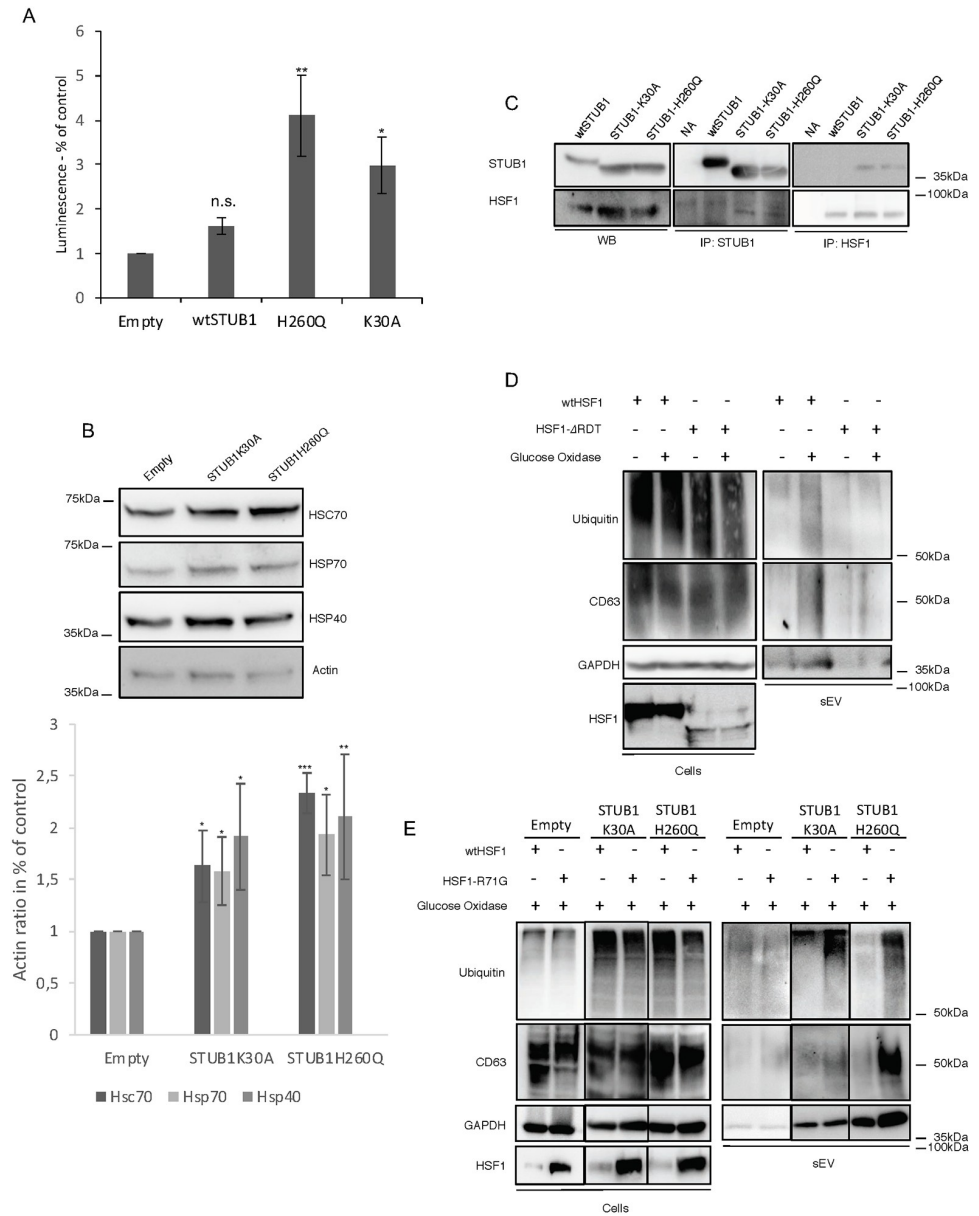 A
Luminescence - % of control
6
5
4
3
2
1
0
**
*
n.s.
Empty wtSTUB1 H260Q K30A
B
Empty STUB1K30A STUB1H260Q
75kDa
HSC70
75kDa
HSP70
HSP40
35kDa
Actin
35kDa
Actin ratio in % of control
3
2,5
2
1,5
1
0,5
0
* * * *** * **
Empty STUB1K30A STUB1H260Q
Hsc70 Hsp70 Hsp40
C
wtSTUB1 STUB1-K30A STUB1-H260Q NA wtSTUB1 STUB1-K30A STUB1-H260Q NA wtSTUB1 STUB1-K30A STUB1-H260Q
STUB1
35kDa
100kDa
HSF1
WB IP: STUB1 IP: HSF1
D
wtHSF1 + + - - + + - -
HSF1-ΔRDT - - + + - - + +
Glucose Oxidase - + - + - + - +
Ubiquitin
50kDa
CD63
50kDa
GAPDH
35kDa
100kDa
sEV
HSF1
Cells
E
Empty STUB1 K30A STUB1 H260Q Empty STUB1 K30A STUB1 H260Q
wtHSF1 + - + - + - + - + - + -
HSF1-R71G - + - + - + - + - + - +
Glucose Oxidase + + + + + + + + + + + +
Ubiquitin
50kDa
CD63
50kDa
GAPDH
35kDa
100kDa
HSF1
sEV
Cells